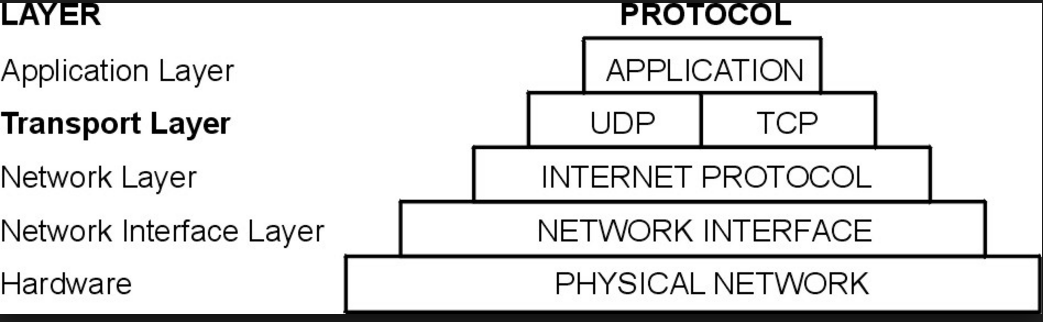 LAYER PROTOCOL
Application Layer APPLICATION
Transport Layer UDP TCP
Network Layer INTERNET PROTOCOL
Network Interface Layer NETWORK INTERFACE
Hardware PHYSICAL NETWORK